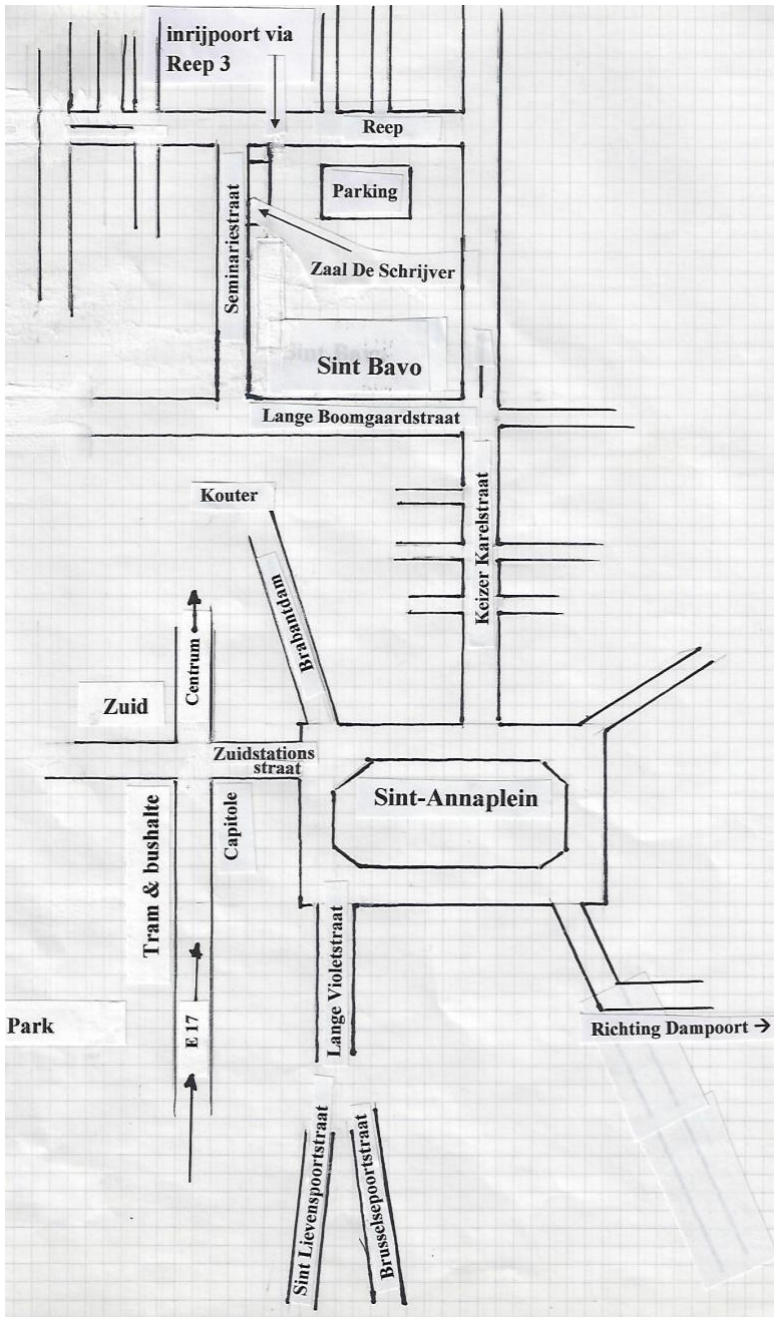 inrijpoort via
Reep 3
Reep
Parking
Seminariestraat
Zaal De Schrijver
Sint Bavo
Lange Boomgaardstraat
Kouter
Keizer Karelstraat
Brabantdam
Centrum
Zuid
Zuidstations
straat
Sint-Annaplein
Capitole
Tram & bushalte
Lange Violetstraat
E 17
Park
Richting Dampoort →
Sint Lievenspoortstraat
Brusselsepoortstraat